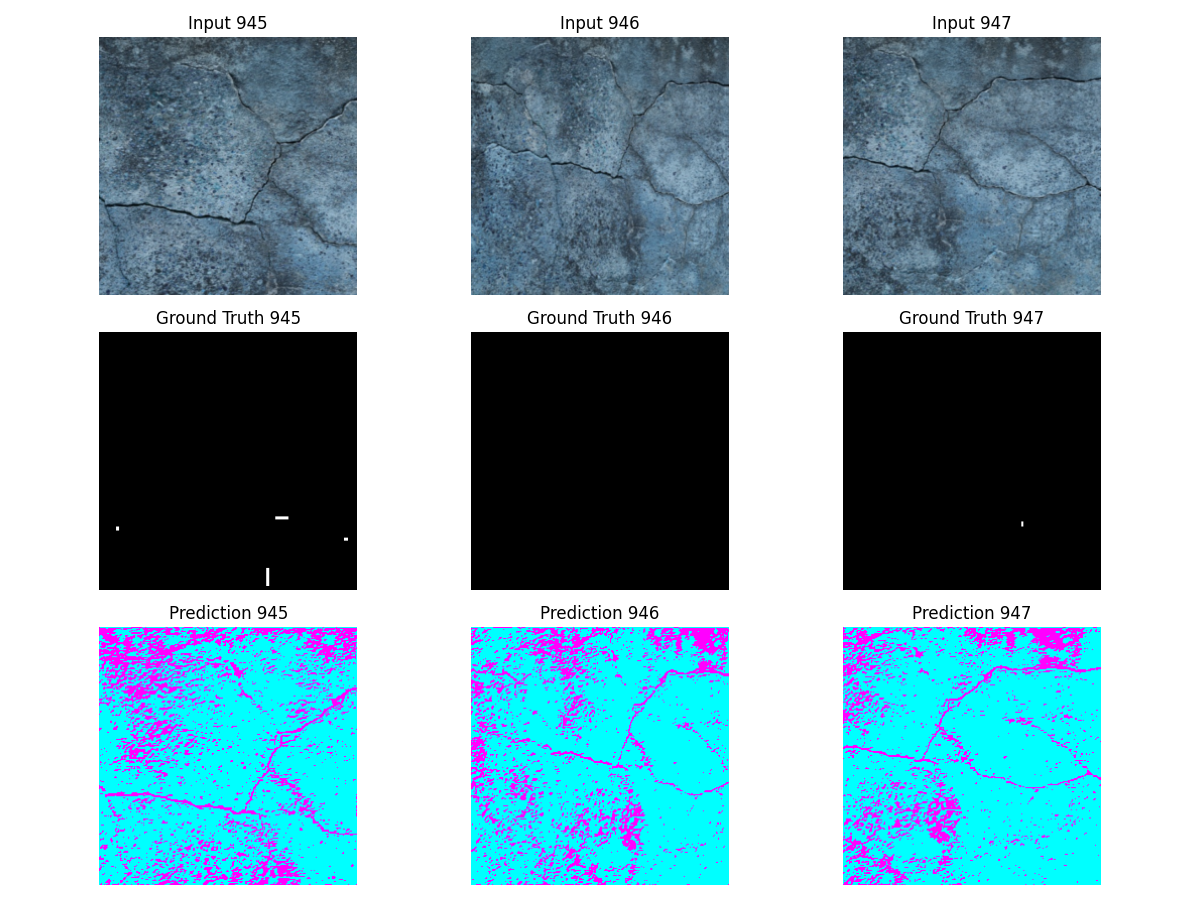 Input 945
Input 946
Input 947
Ground Truth 945
Ground Truth 946
Ground Truth 947
Prediction 945
Prediction 946
Prediction 947